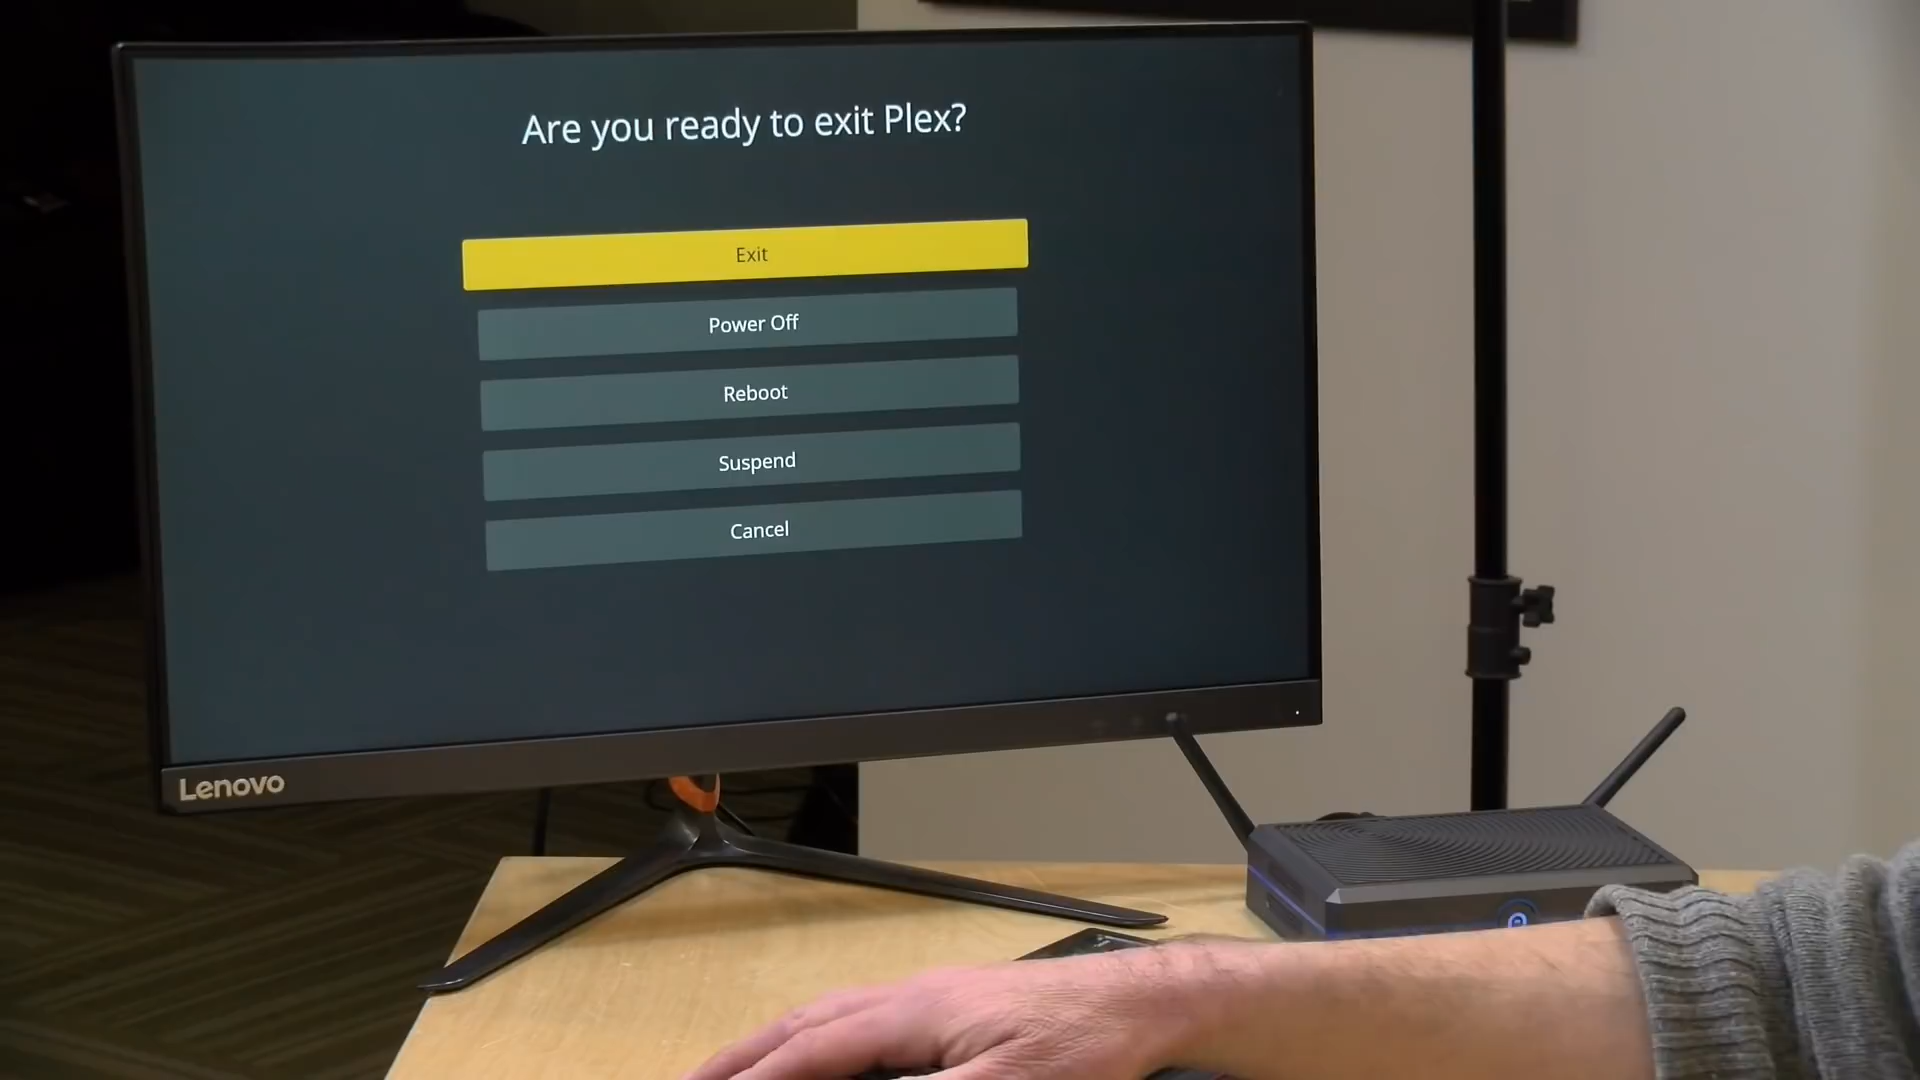 Are you ready to exit Plex?
Exit
Power Off
Reboot
Suspend
Cancel
Lenovo